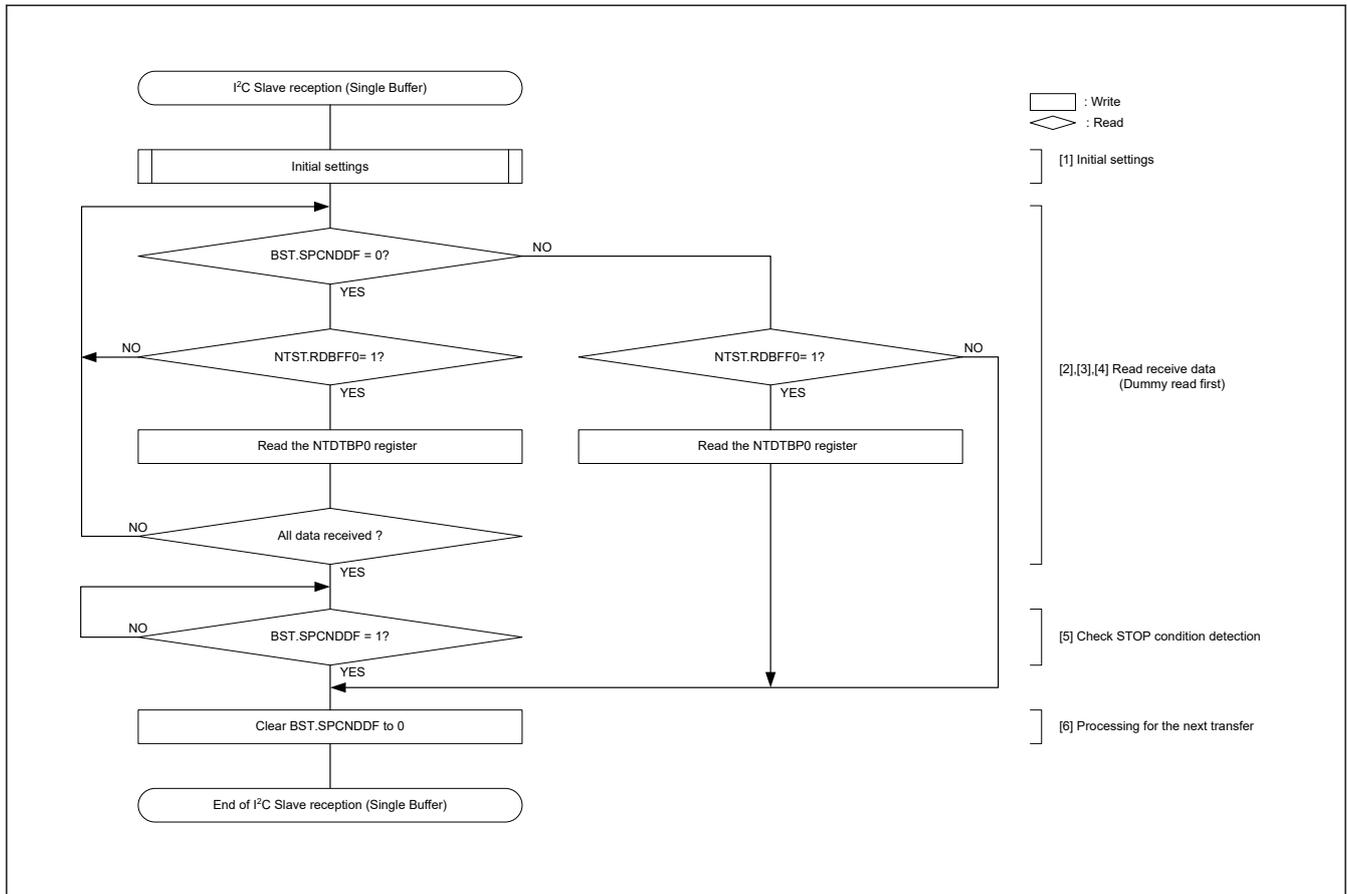 I²C Slave reception (Single Buffer)
: Write
: Read
Initial settings
[1] Initial settings
BST.SPCNDDF = 0?
NO
YES
NO
NTST.RDBFF0= 1?
YES
NTST.RDBFF0= 1?
NO
YES
[2],[3],[4] Read receive data
(Dummy read first)
Read the NTDTBP0 register
Read the NTDTBP0 register
NO
All data received ?
YES
NO
BST.SPCNDDF = 1?
YES
[5] Check STOP condition detection
Clear BST.SPCNDDF to 0
[6] Processing for the next transfer
End of I²C Slave reception (Single Buffer)